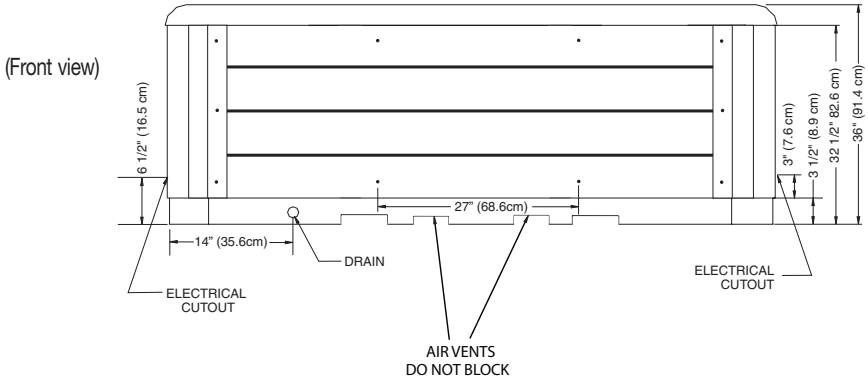 (Front view)
6 1/2" (16.5 cm)
3" (7.6 cm)
3 1/2" (8.9 cm)
32 1/2" 82.6 cm)
36" (91.4 cm)
27" (68.6cm)
14" (35.6cm)
DRAIN
ELECTRICAL
CUTOUT
ELECTRICAL
CUTOUT
AIR VENTS
DO NOT BLOCK